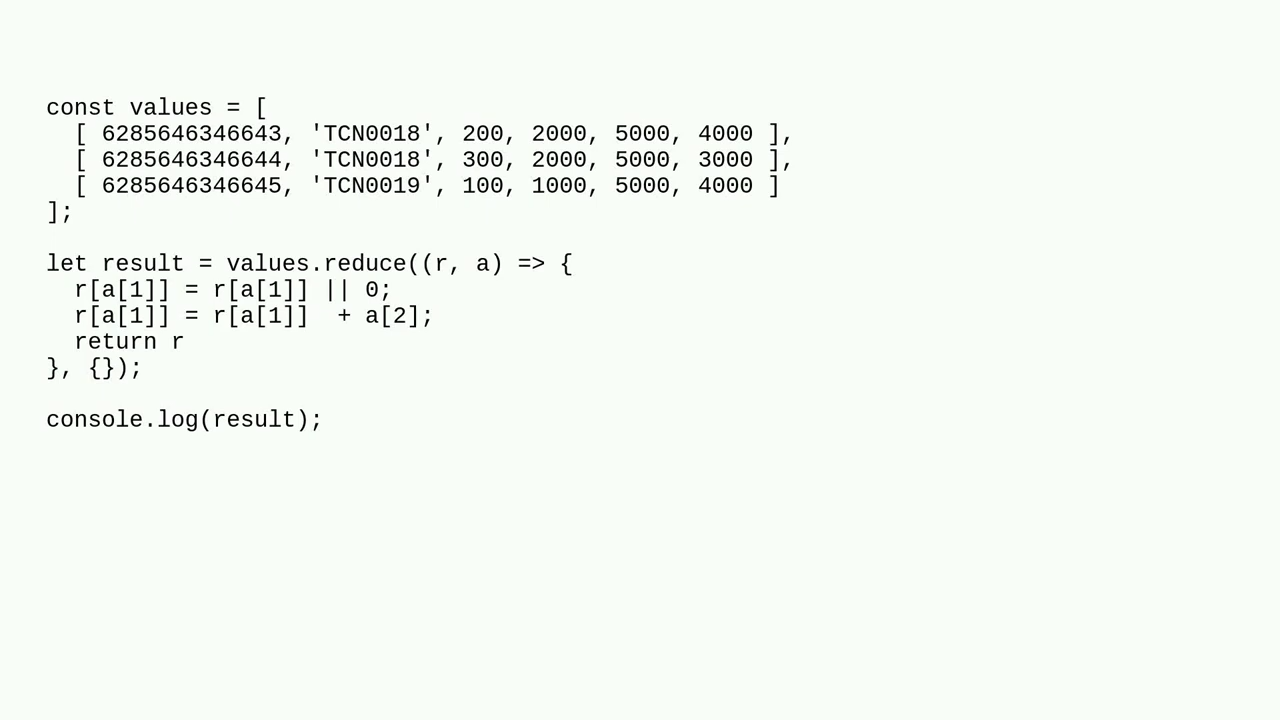 const values = [
  [ 6285646346643, 'TCN0018', 200, 2000, 5000, 4000 ],
  [ 6285646346644, 'TCN0018', 300, 2000, 5000, 3000 ],
  [ 6285646346645, 'TCN0019', 100, 1000, 5000, 4000 ]
];

let result = values.reduce((r, a) => {
  r[a[1]] = r[a[1]] || 0;
  r[a[1]] = r[a[1]]  + a[2];
  return r
}, {});

console.log(result);